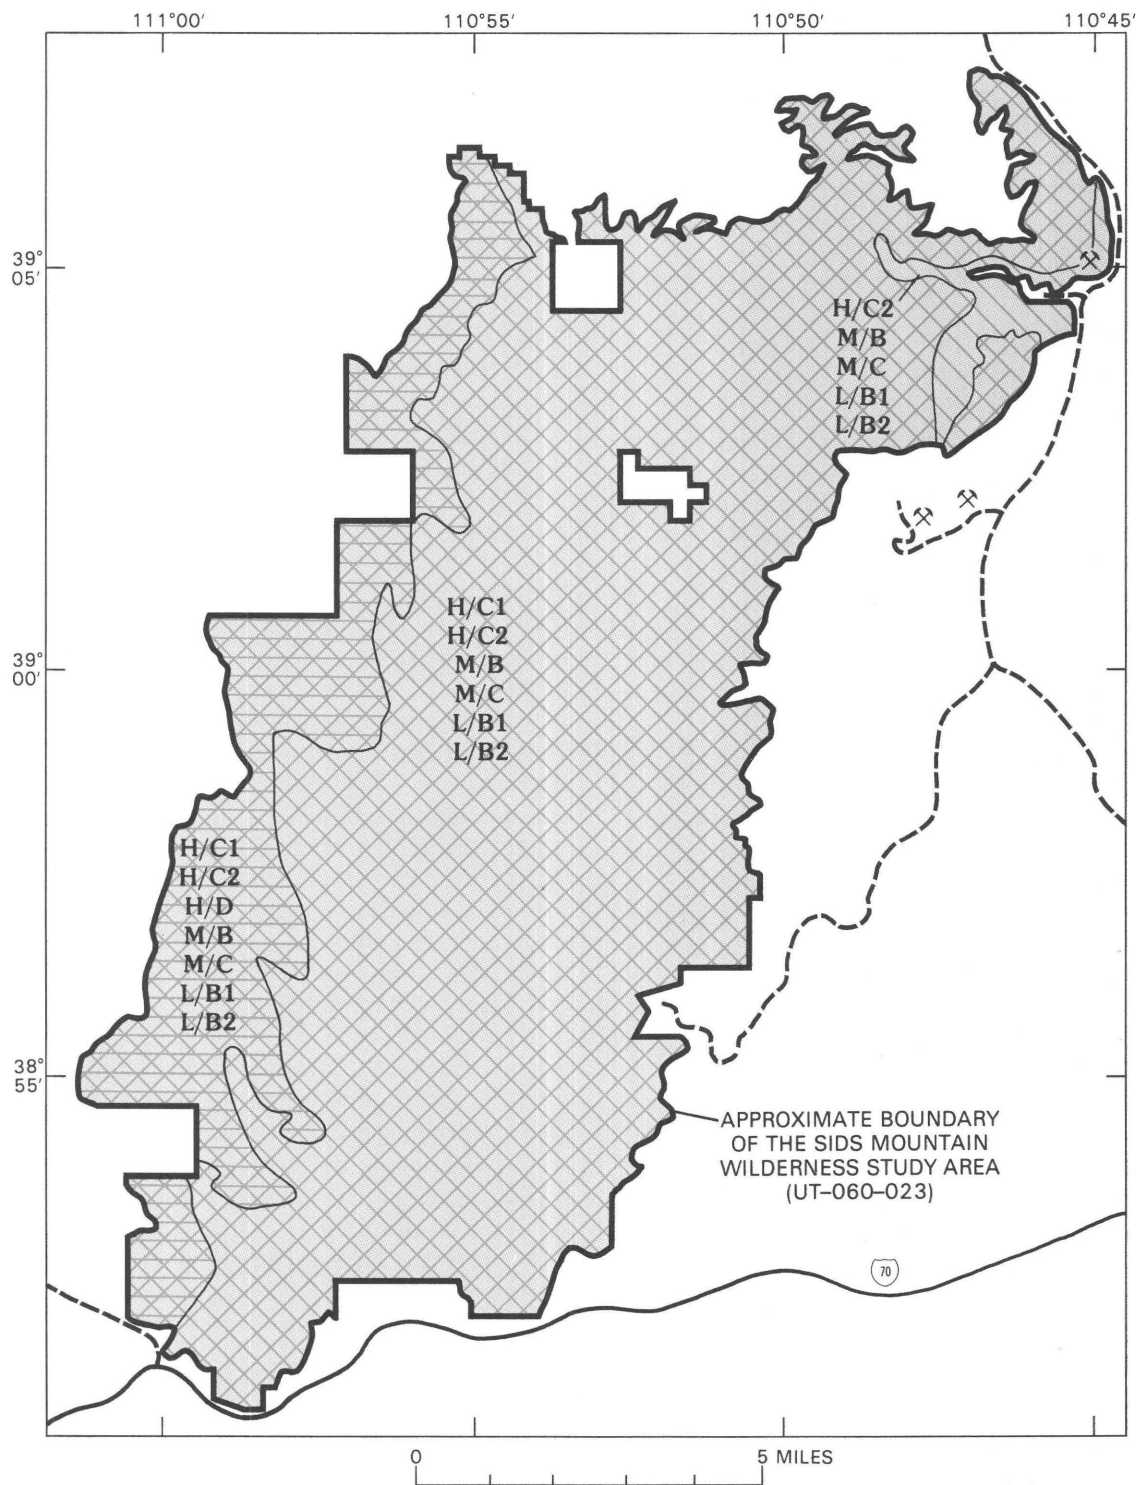 111°00′ 110°55′ 110°50′ 110°45′
39°
05′
H/C2
M/B
M/C
L/B1
L/B2
H/C1
H/C2
M/B
M/C
L/B1
L/B2
39°
00′
H/C1
H/C2
H/D
M/B
M/C
L/B1
L/B2
38°
55′
APPROXIMATE BOUNDARY
OF THE SIDS MOUNTAIN
WILDERNESS STUDY AREA
(UT–060–023)
70
0 5 MILES